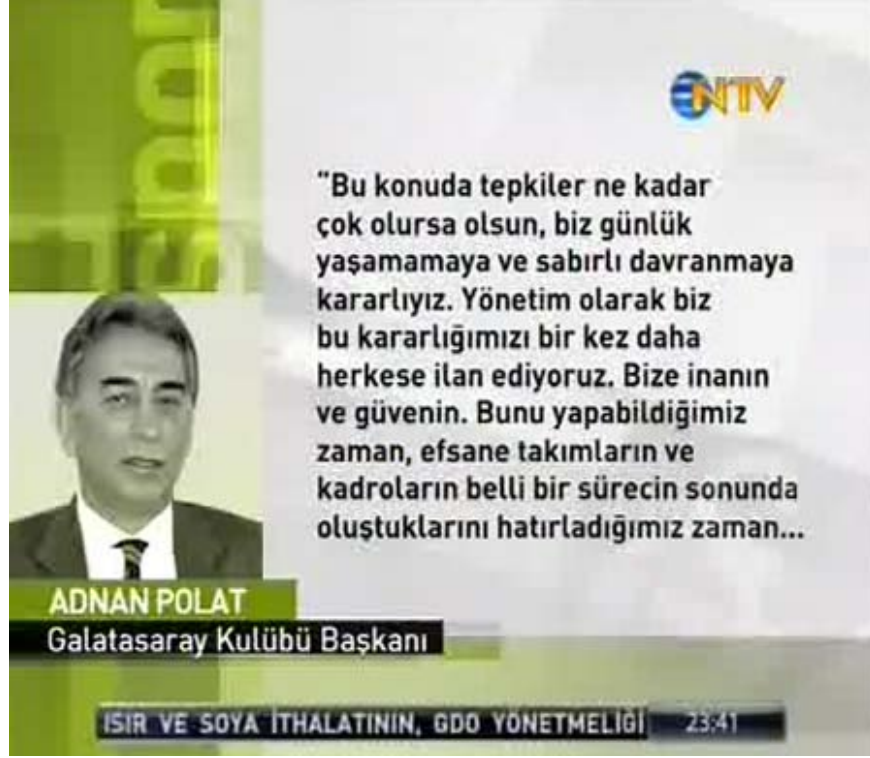 spor
NTV
“Bu konuda tepkiler ne kadar
çok olursa olsun, biz günlük
yaşamamaya ve sabırlı davranmaya
kararlıyız. Yönetim olarak biz
bu kararlığımızı bir kez daha
herkese ilan ediyoruz. Bize inanın
ve güvenin. Bunu yapabildiğimiz
zaman, efsane takımların ve
kadroların belli bir sürecin sonunda
oluştuklarını hatırladığımız zaman...
ADNAN POLAT
Galatasaray Kulübü Başkanı
ISIR VE SOYA İTHALATININ, GDO YÖNETMELİĞİ 23:41